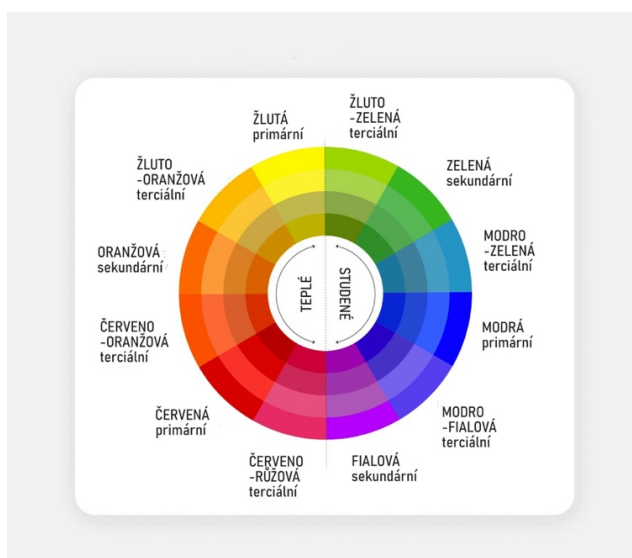 ŽLUTÁ
primární
ŽLUTO
-ZELENÁ
terciální
ZELENÁ
sekundární
MODRO
-ZELENÁ
terciální
MODRÁ
primární
MODRO
-FIALOVÁ
terciální
FIALOVÁ
sekundární
ČERVENO
-RŮŽOVÁ
terciální
ČERVENÁ
primární
ČERVENO
-ORANŽOVÁ
terciální
ORANŽOVÁ
sekundární
ŽLUTO
-ORANŽOVÁ
terciální
TEPLÉ
STUDENÉ